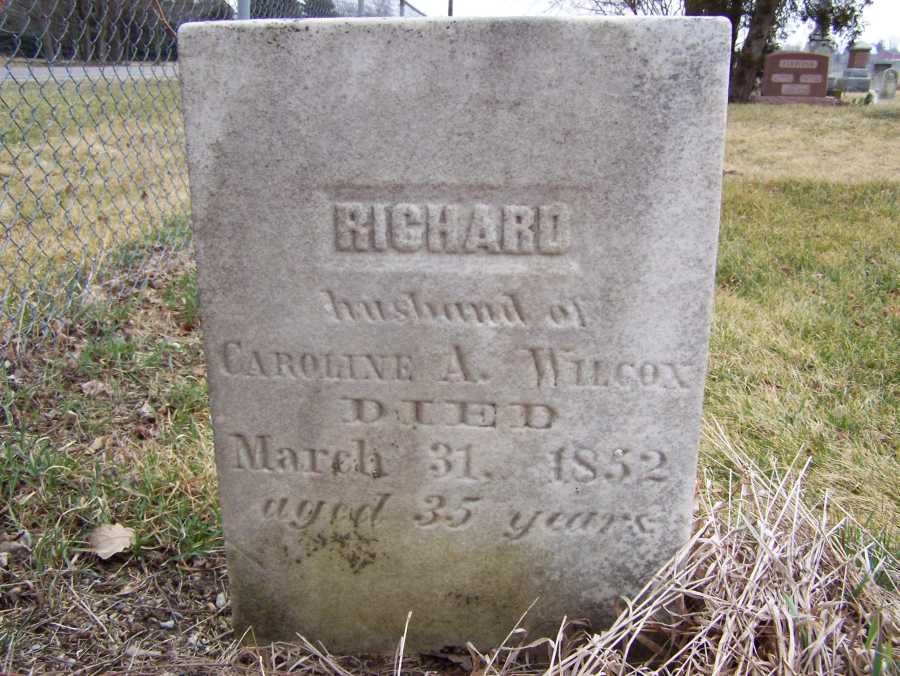 RICHARD
husband of
CAROLINE A. WILCOX
DIED
March 31, 1852
aged 35 years